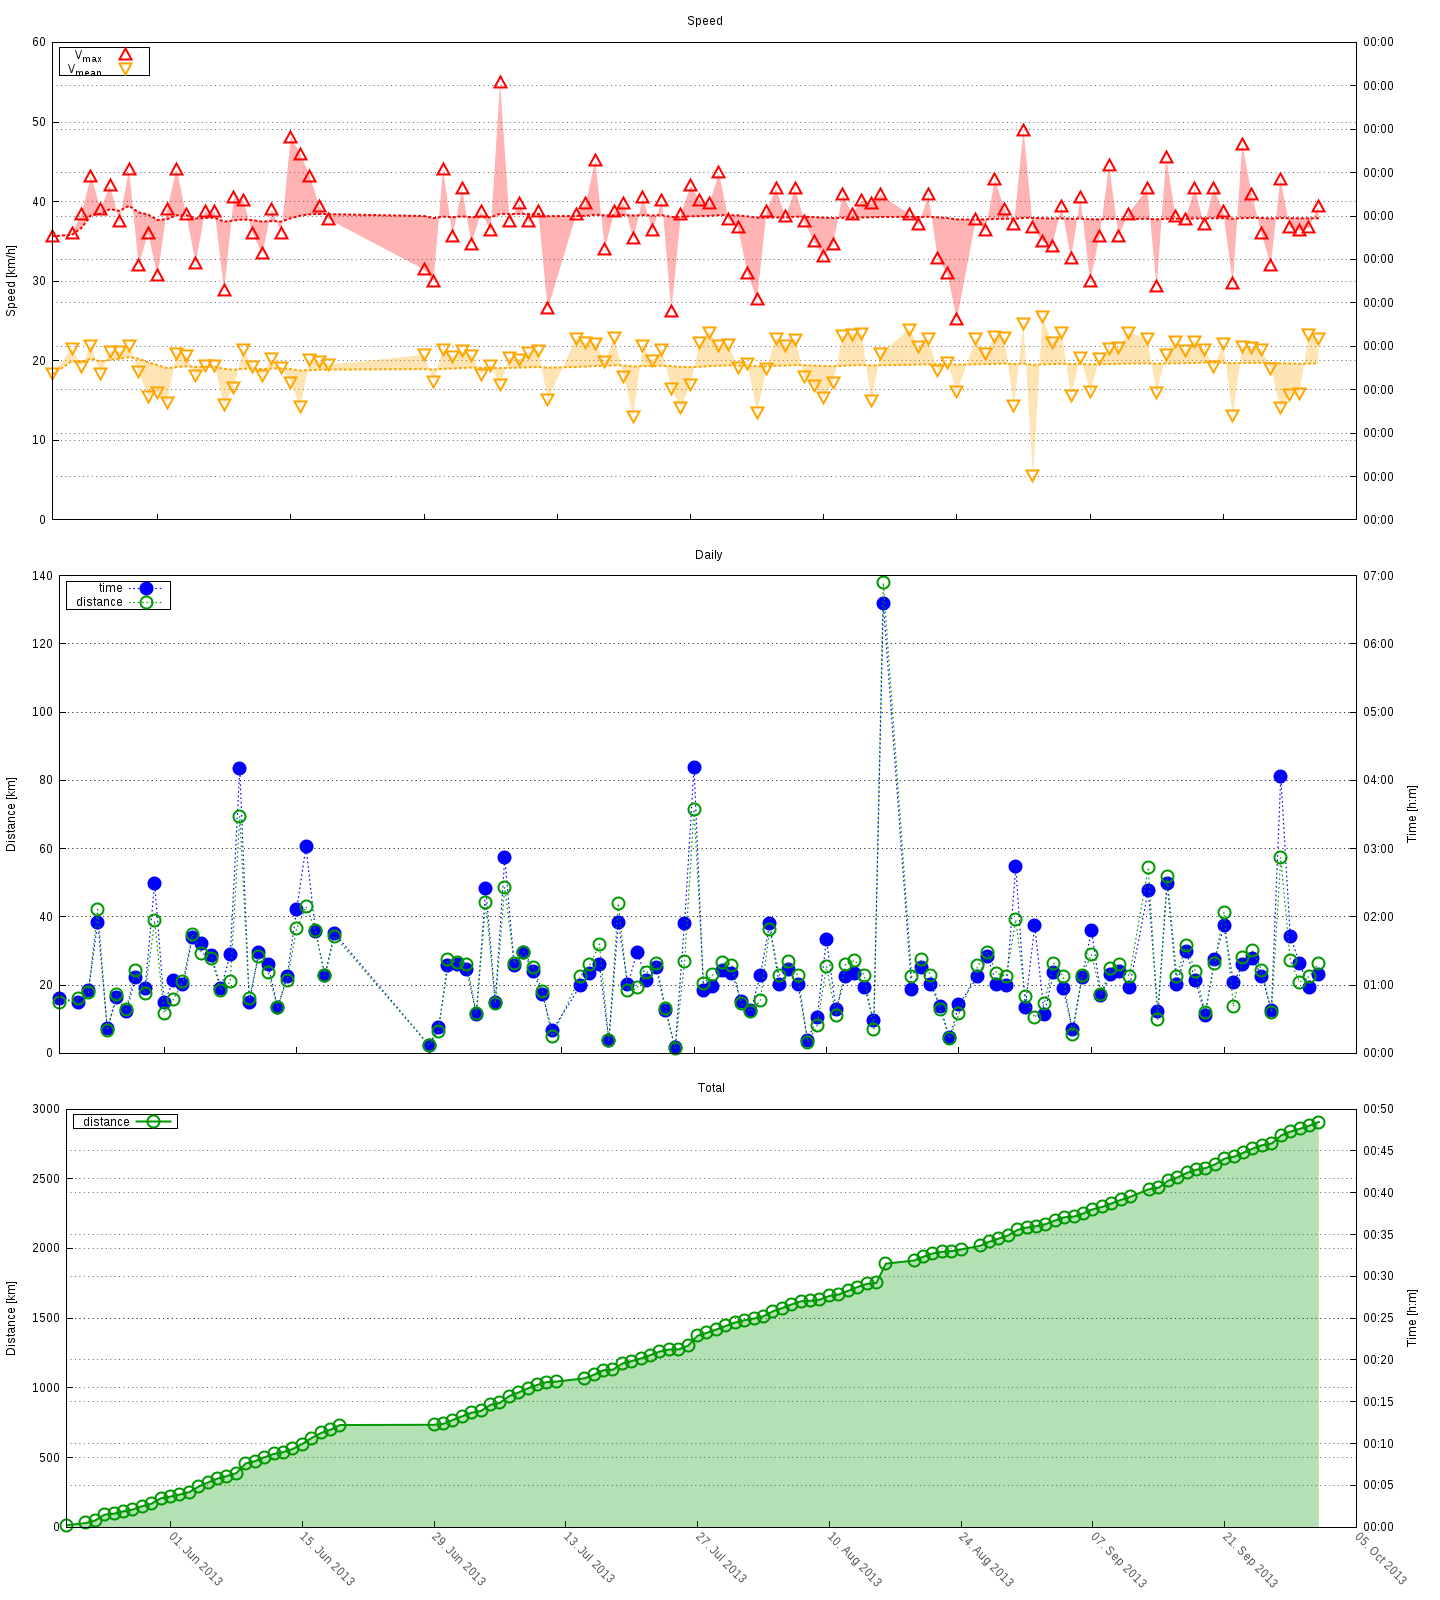 Speed
60
50
40
30
20
10
0
Speed [km/h]
Vmax
Vmean
00:00
00:00
00:00
00:00
00:00
00:00
00:00
00:00
00:00
00:00
00:00
00:00
Daily
140
120
100
80
60
40
20
0
Distance [km]
time
distance
07:00
06:00
05:00
04:00
03:00
02:00
01:00
00:00
Time [h:m]
Total
3000
2500
2000
1500
1000
500
0
Distance [km]
distance
00:50
00:45
00:40
00:35
00:30
00:25
00:20
00:15
00:10
00:05
00:00
Time [h:m]
01. Jun 2013
15. Jun 2013
29. Jun 2013
13. Jul 2013
27. Jul 2013
10. Aug 2013
24. Aug 2013
07. Sep 2013
21. Sep 2013
05. Oct 2013